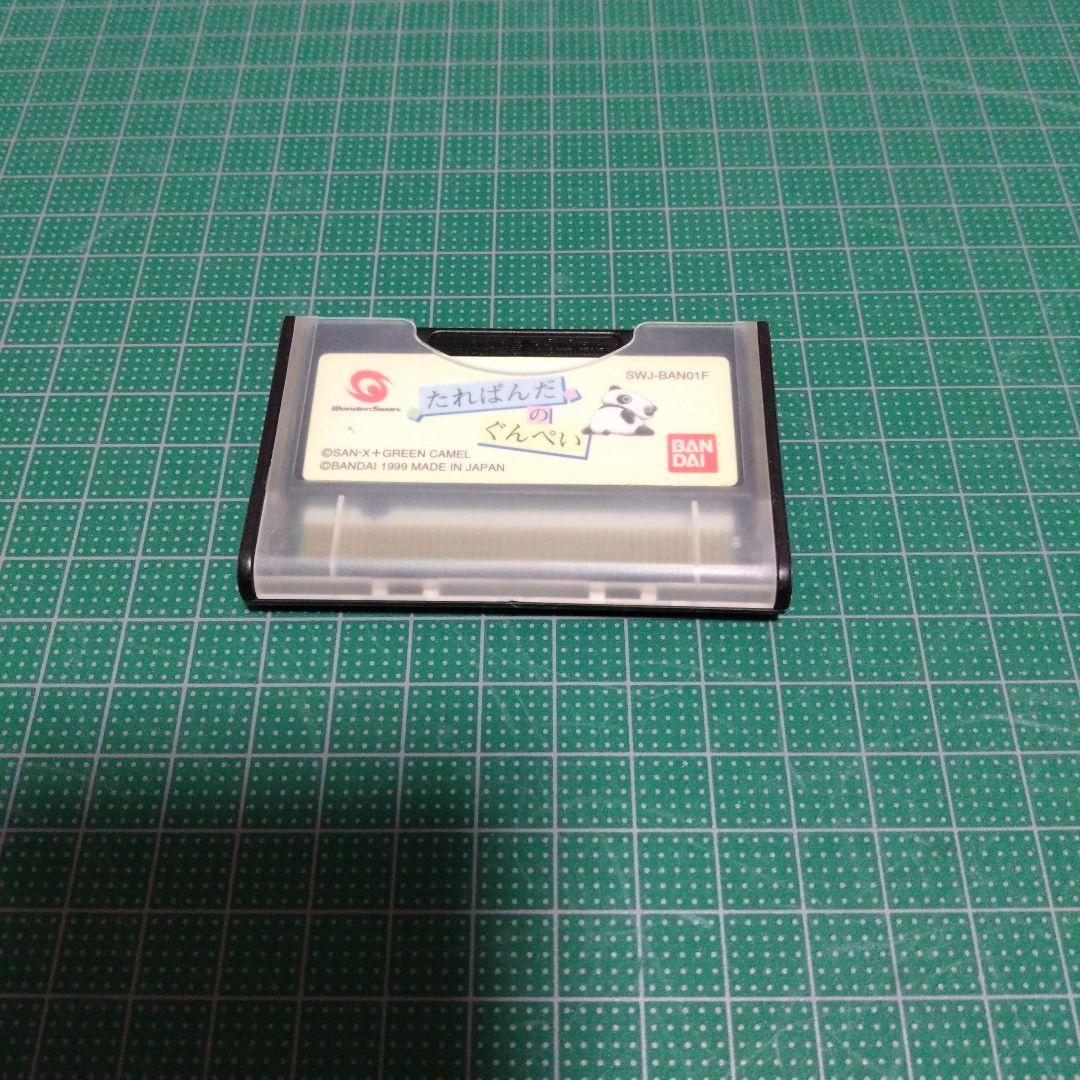 SWJ-BAN01F
WonderSwan
たれぱんだ
の
ぐんぺい
©SAN-X+GREEN CAMEL
©BANDAI 1999 MADE IN JAPAN
BAN
DAI